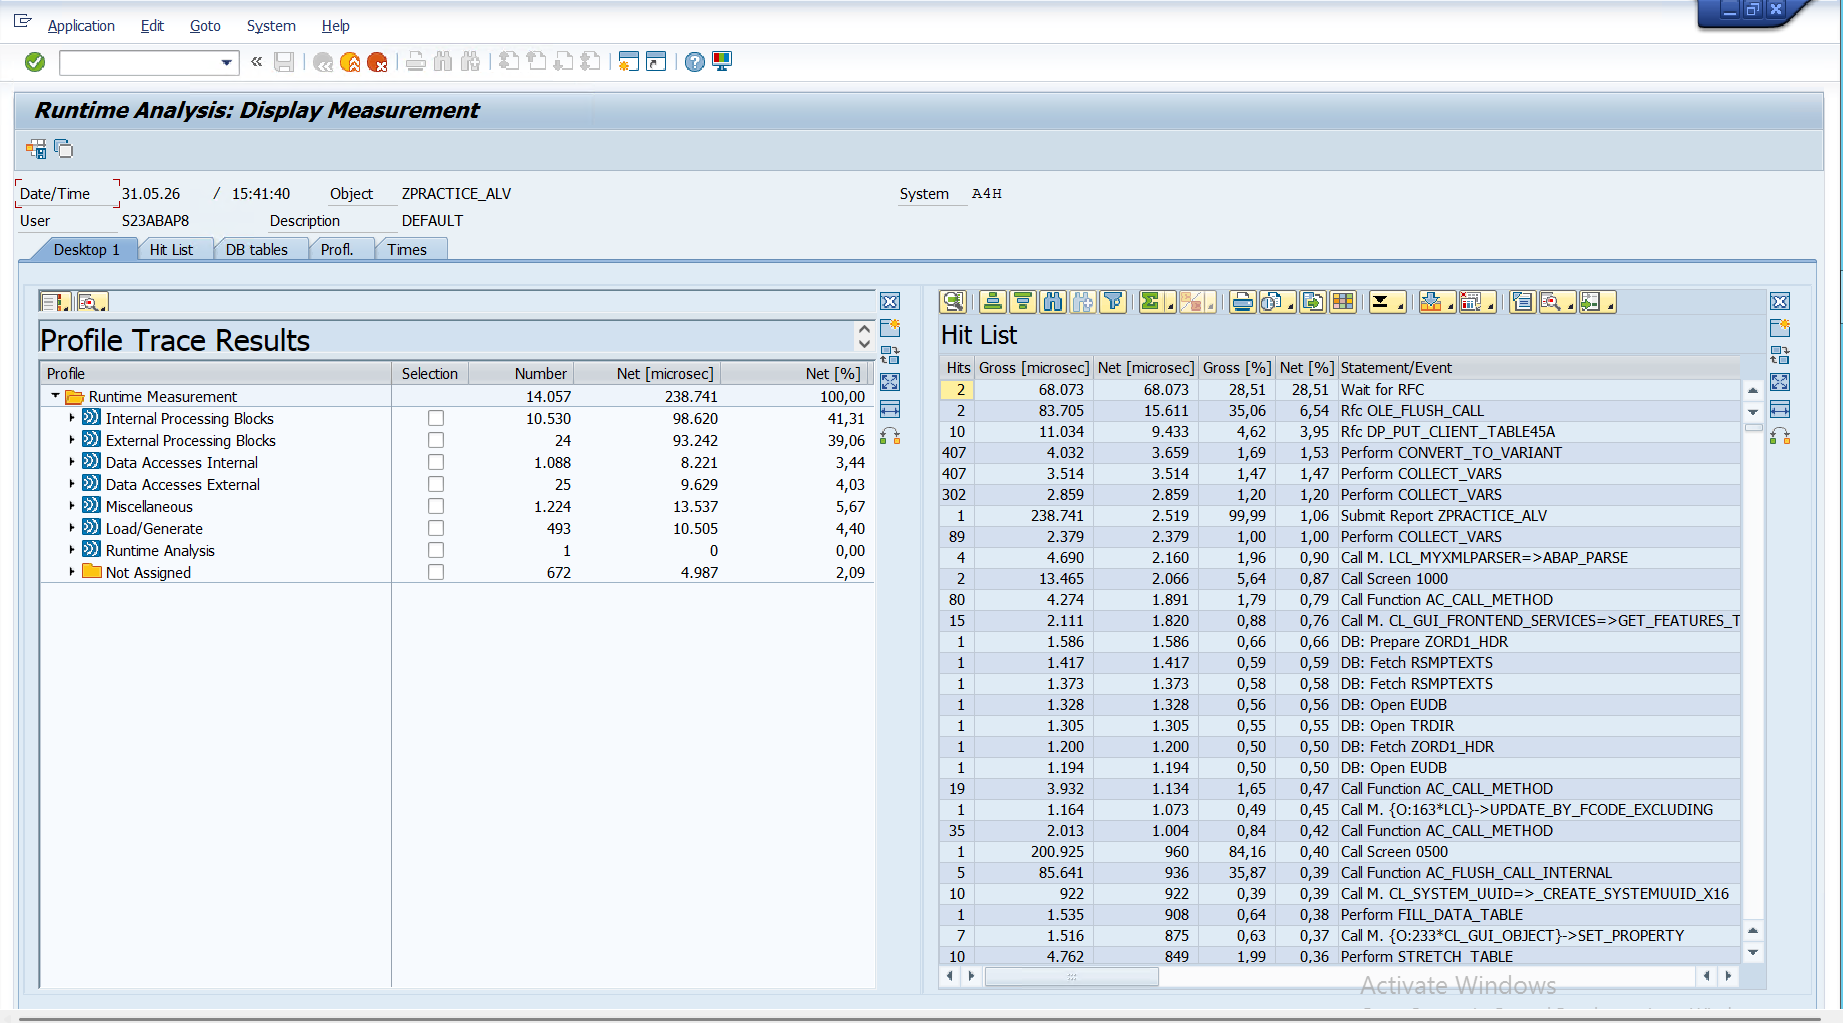 Application Edit Goto System Help
Runtime Analysis: Display Measurement
Date/Time 31.05.26 / 15:41:40 Object ZPRACTICE_ALV System A4H
User S23ABAP8 Description DEFAULT
Desktop 1 Hit List DB tables Profl. Times
Profile Trace Results
Profile Selection Number Net [microsec] Net [%]
Runtime Measurement 14.057 238.741 100,00
Internal Processing Blocks 10.530 98.620 41,31
External Processing Blocks 24 93.242 39,06
Data Accesses Internal 1.088 8.221 3,44
Data Accesses External 25 9.629 4,03
Miscellaneous 1.224 13.537 5,67
Load/Generate 493 10.505 4,40
Runtime Analysis 1 0 0,00
Not Assigned 672 4.987 2,09
Hit List
Hits Gross [microsec] Net [microsec] Gross [%] Net [%] Statement/Event
2 68.073 68.073 28,51 28,51 Wait for RFC
2 83.705 15.611 35,06 6,54 Rfc OLE_FLUSH_CALL
10 11.034 9.433 4,62 3,95 Rfc DP_PUT_CLIENT_TABLE45A
407 4.032 3.659 1,69 1,53 Perform CONVERT_TO_VARIANT
407 3.514 3.514 1,47 1,47 Perform COLLECT_VARS
302 2.859 2.859 1,20 1,20 Perform COLLECT_VARS
1 238.741 2.519 99,99 1,06 Submit Report ZPRACTICE_ALV
89 2.379 2.379 1,00 1,00 Perform COLLECT_VARS
4 4.690 2.160 1,96 0,90 Call M. LCL_MYXMLPARSER=>ABAP_PARSE
2 13.465 2.066 5,64 0,87 Call Screen 1000
80 4.274 1.891 1,79 0,79 Call Function AC_CALL_METHOD
15 2.111 1.820 0,88 0,76 Call M. CL_GUI_FRONTEND_SERVICES=>GET_FEATURES_T
1 1.586 1.586 0,66 0,66 DB: Prepare ZORD1_HDR
1 1.417 1.417 0,59 0,59 DB: Fetch RSMPTEXTS
1 1.373 1.373 0,58 0,58 DB: Fetch RSMPTEXTS
1 1.328 1.328 0,56 0,56 DB: Open EUDB
1 1.305 1.305 0,55 0,55 DB: Open TRDIR
1 1.200 1.200 0,50 0,50 DB: Fetch ZORD1_HDR
1 1.194 1.194 0,50 0,50 DB: Open EUDB
19 3.932 1.134 1,65 0,47 Call Function AC_CALL_METHOD
1 1.164 1.073 0,49 0,45 Call M. {O:163*LCL}->UPDATE_BY_FCODE_EXCLUDING
35 2.013 1.004 0,84 0,42 Call Function AC_CALL_METHOD
1 200.925 960 84,16 0,40 Call Screen 0500
5 85.641 936 35,87 0,39 Call Function AC_FLUSH_CALL_INTERNAL
10 922 922 0,39 0,39 Call M. CL_SYSTEM_UUID=>_CREATE_SYSTEMUUID_X16
1 1.535 908 0,64 0,38 Perform FILL_DATA_TABLE
7 1.516 875 0,63 0,37 Call M. {O:233*CL_GUI_OBJECT}->SET_PROPERTY
10 4.762 849 1,99 0,36 Perform STRETCH_TABLE
Activate Windows